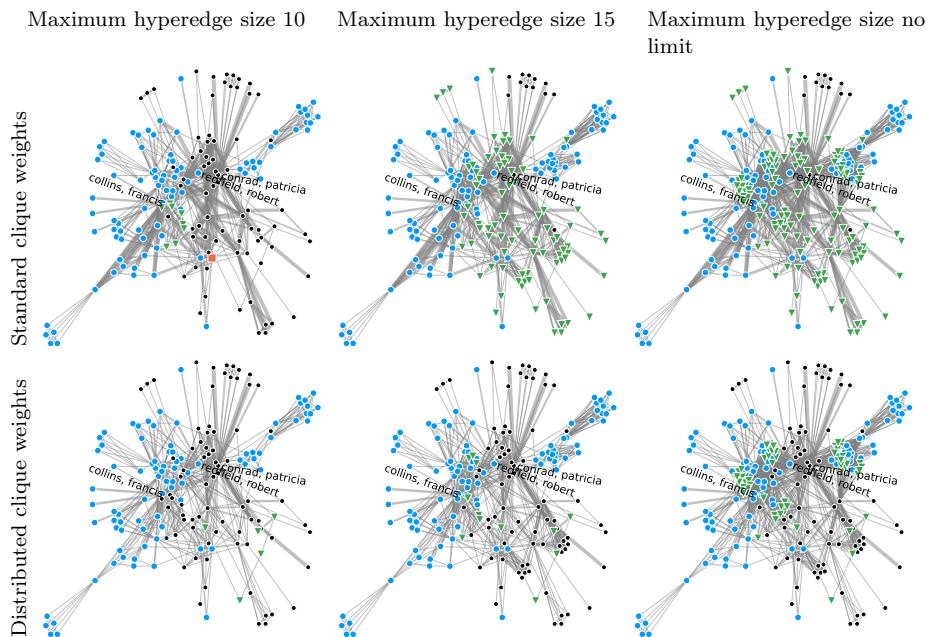 Maximum hyperedge size 10
Maximum hyperedge size 15
Maximum hyperedge size no
limit
Standard clique weights
conrad, patricia
redfield, robert
collins, francis
conrad, patricia
redfield, robert
collins, francis
conrad, patricia
redfield, robert
collins, francis
Distributed clique weights
conrad, patricia
redfield, robert
collins, francis
conrad, patricia
redfield, robert
collins, francis
conrad, patricia
redfield, robert
collins, francis